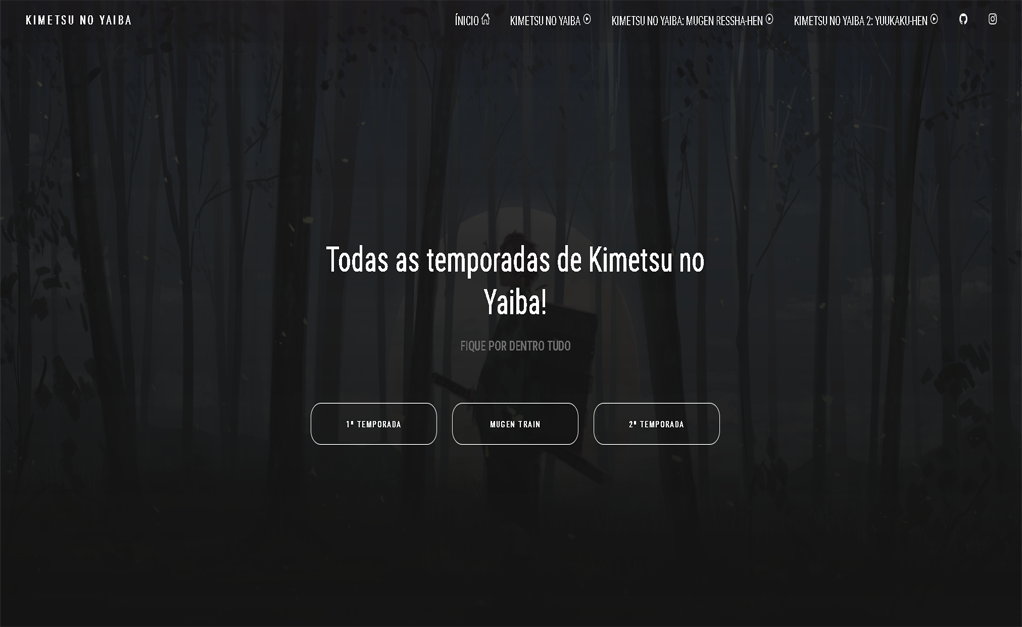 KIMETSU NO YAIBA
ÍNICIO
KIMETSU NO YAIBA
KIMETSU NO YAIBA: MUGEN RESSHA-HEN
KIMETSU NO YAIBA 2: YUUKAKU-HEN
Todas as temporadas de Kimetsu no
Yaiba!
FIQUE POR DENTRO TUDO
1ª TEMPORADA
MUGEN TRAIN
2ª TEMPORADA